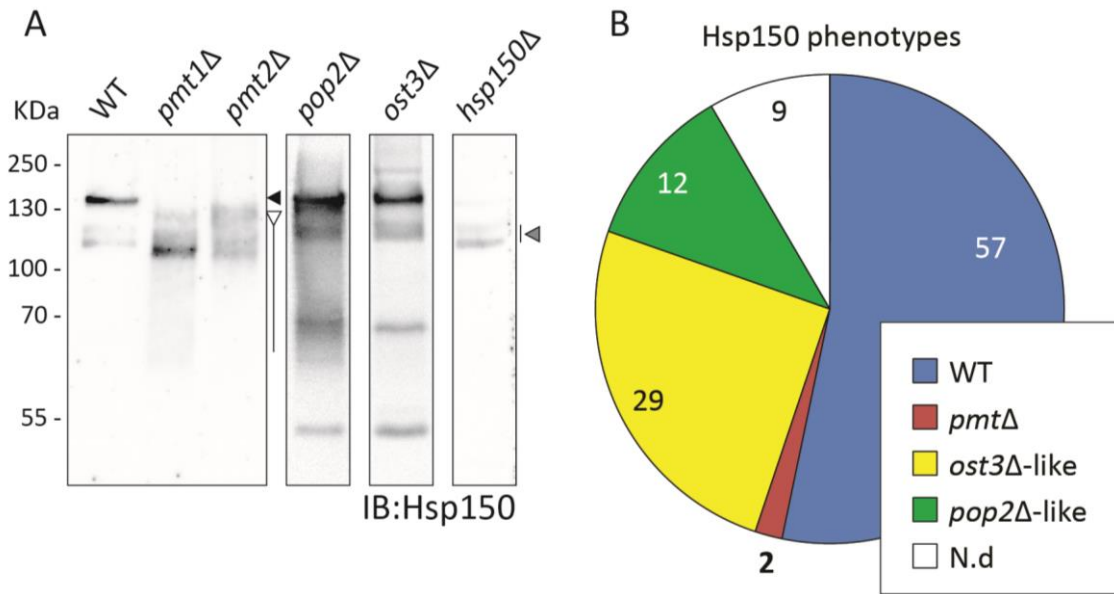 A
KDa
WT
pmt1Δ
pmt2Δ
pop2Δ
ost3Δ
hsp150Δ
250 -
130 -
100 -
70 -
55 -
IB:Hsp150
B
Hsp150 phenotypes
9
12
57
29
2
WT
pmtΔ
ost3Δ-like
pop2Δ-like
N.d